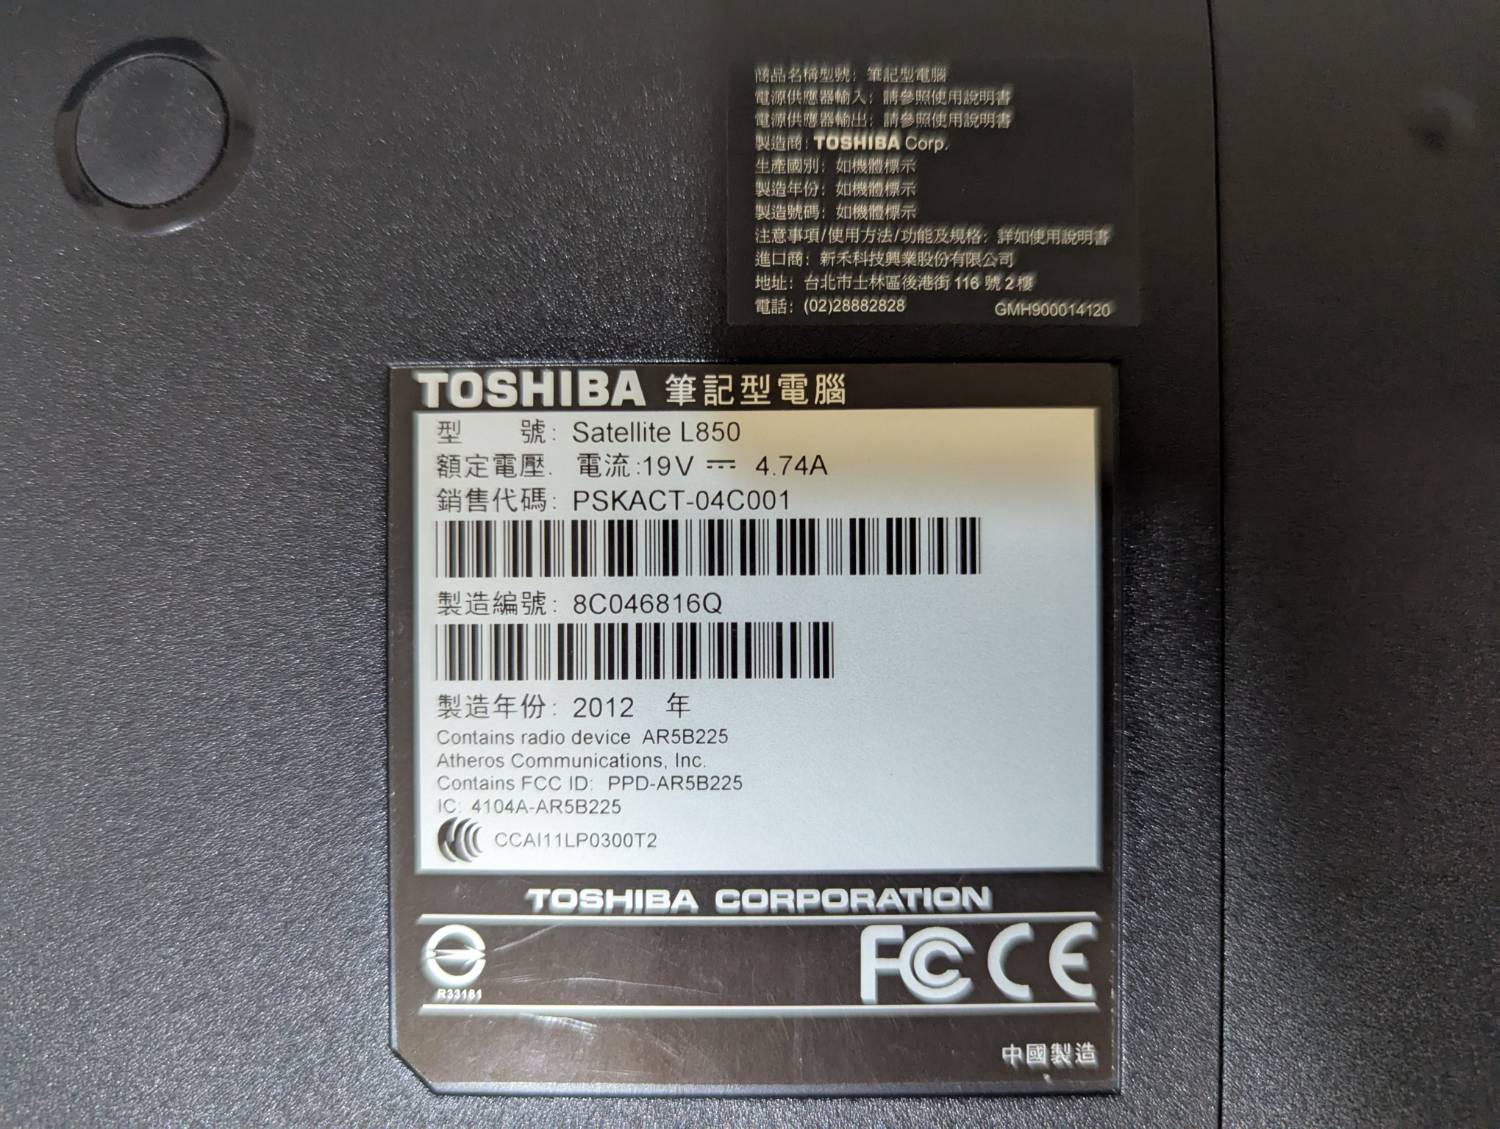 商品名稱型號：筆記型電腦
電源供應器輸入：請參照使用說明書
電源供應器輸出：請參照使用說明書
製造商：TOSHIBA Corp.
生產國別：如機體標示
製造年份：如機體標示
製造號碼：如機體標示
注意事項/使用方法/功能及規格：詳如使用說明書
進口商：新禾科技興業股份有限公司
地址：台北市士林區後港街 116 號 2 樓
電話：(02)28882828 GMH900014120
TOSHIBA 筆記型電腦
型 號: Satellite L850
額定電壓. 電流:19V ⎓ 4.74A
銷售代碼: PSKACT-04C001
製造編號: 8C046816Q
製造年份: 2012 年
Contains radio device AR5B225
Atheros Communications, Inc.
Contains FCC ID: PPD-AR5B225
IC: 4104A-AR5B225
CCAI11LP0300T2
TOSHIBA CORPORATION
R33181
FC CE
中國製造